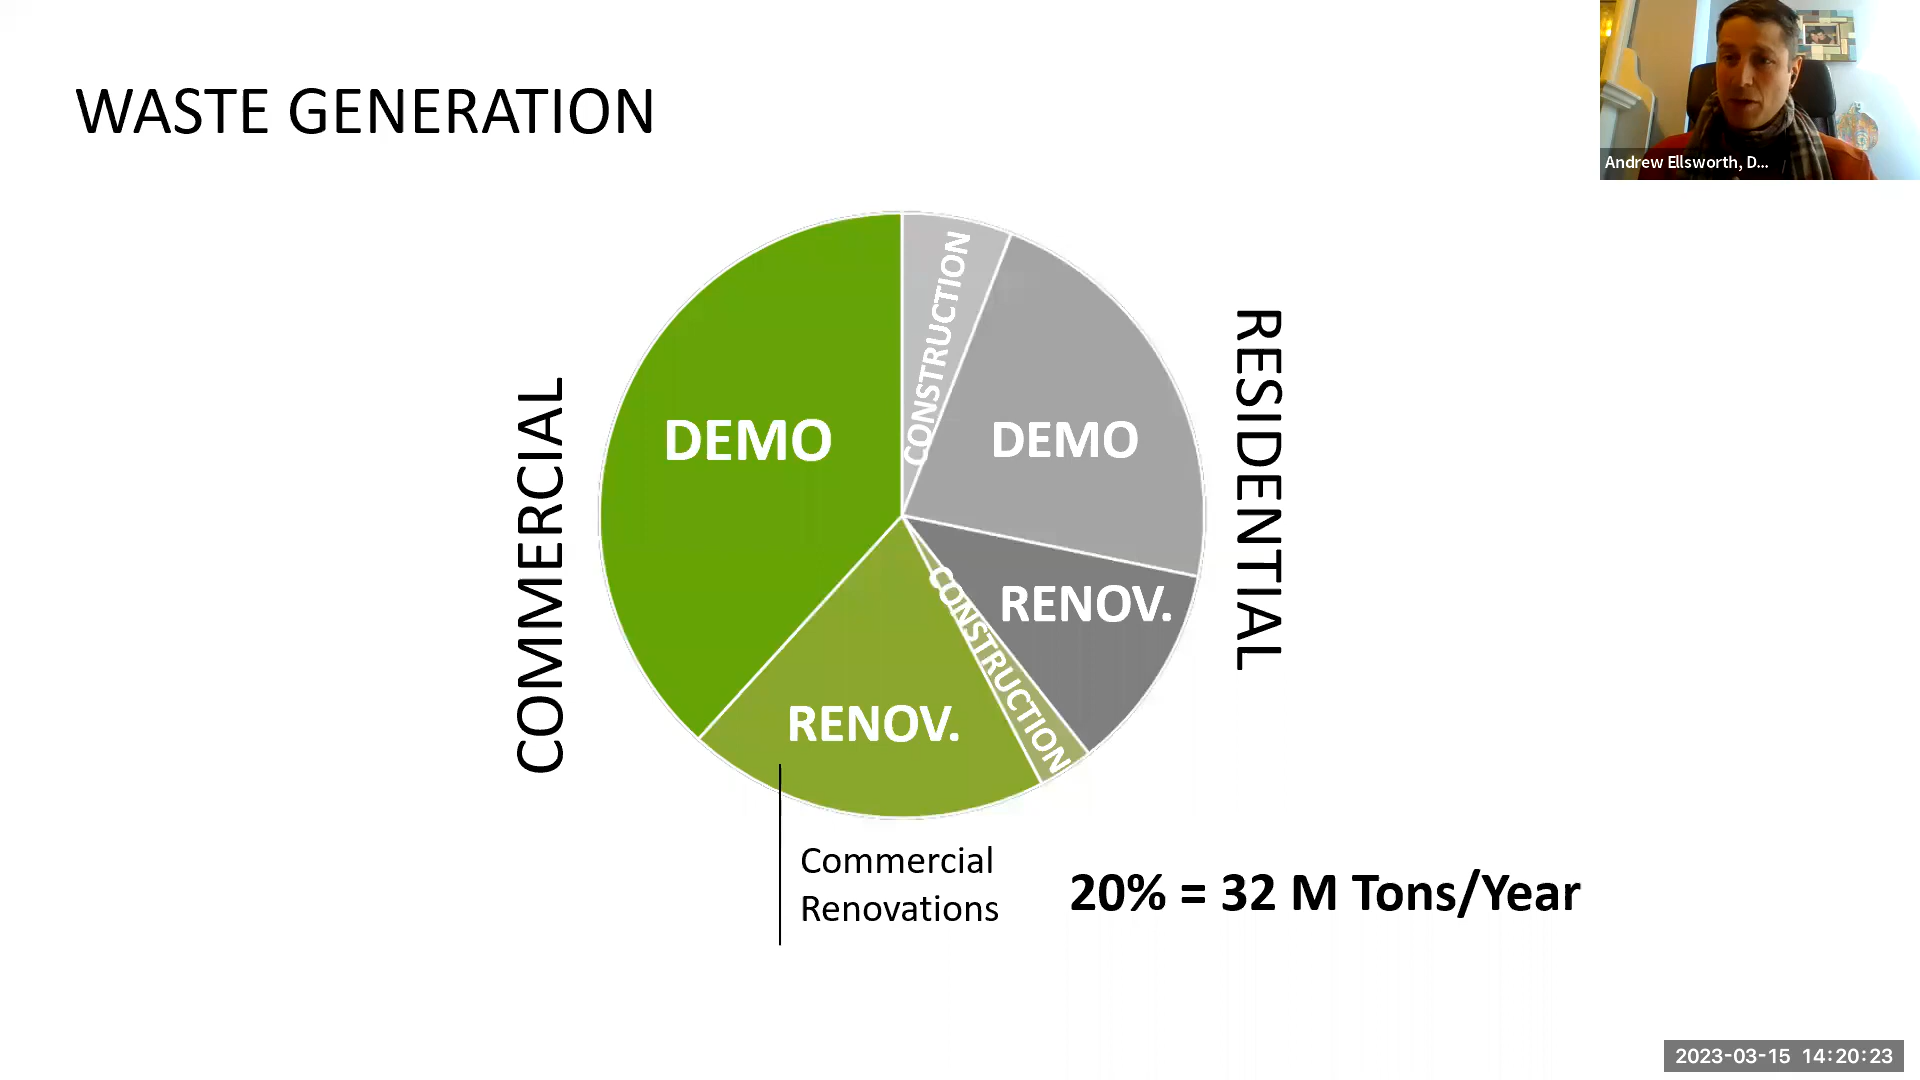 WASTE GENERATION
Andrew Ellsworth, D...
COMMERCIAL
DEMO
CONSTRUCTION
DEMO
RESIDENTIAL
RENOV.
CONSTRUCTION
RENOV.
Commercial
Renovations
20% = 32 M Tons/Year
2023-03-15 14:20:23